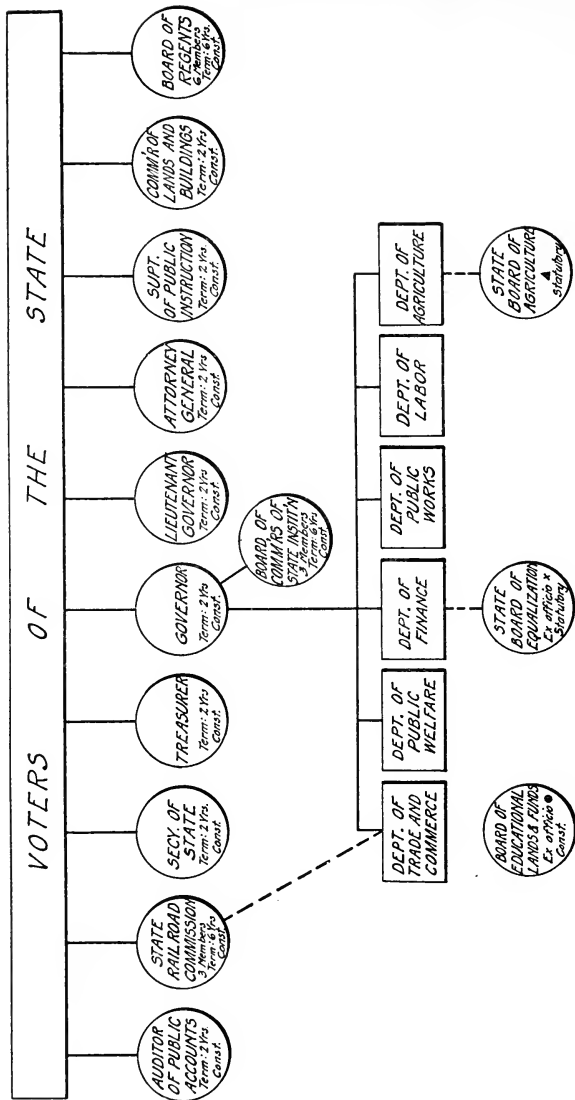 VOTERS OF THE STATE
AUDITOR
OF PUBLIC
ACCOUNTS
Term: 2 Yrs.
Const.
STATE
RAILROAD
COMMISSION
3 Members
Term: 6 Yrs
Const.
SECY. OF
STATE
Term: 2 Yrs.
Const.
TREASURER
Term: 2 Yrs
Const.
GOVERNOR
Term: 2 Yrs
Const.
LIEUTENANT
GOVERNOR
Term: 2 Yrs
Const.
ATTORNEY
GENERAL
Term: 2 Yrs
Const.
SUPT.
OF PUBLIC
INSTRUCTION
Term: 2 Yrs.
Const.
COMM'R OF
LANDS AND
BUILDINGS
Term: 2 Yrs
Const.
BOARD OF
REGENTS
6 Members
Term: 6 Yrs.
Const.
BOARD OF
COMM'RS OF
STATE INSTIT'N
3 Members
Term: 6 Yrs
Const.
DEPT. OF
TRADE AND
COMMERCE
DEPT. OF
PUBLIC
WELFARE
DEPT. OF
FINANCE
DEPT. OF
PUBLIC
WORKS
DEPT. OF
LABOR
DEPT. OF
AGRICULTURE
BOARD OF
EDUCATIONAL
LANDS & FUNDS
Ex officio ●
Const.
STATE
BOARD OF
EQUALIZATION
Ex officio x
Statutory
STATE
BOARD OF
AGRICULTURE
▲
Statutory